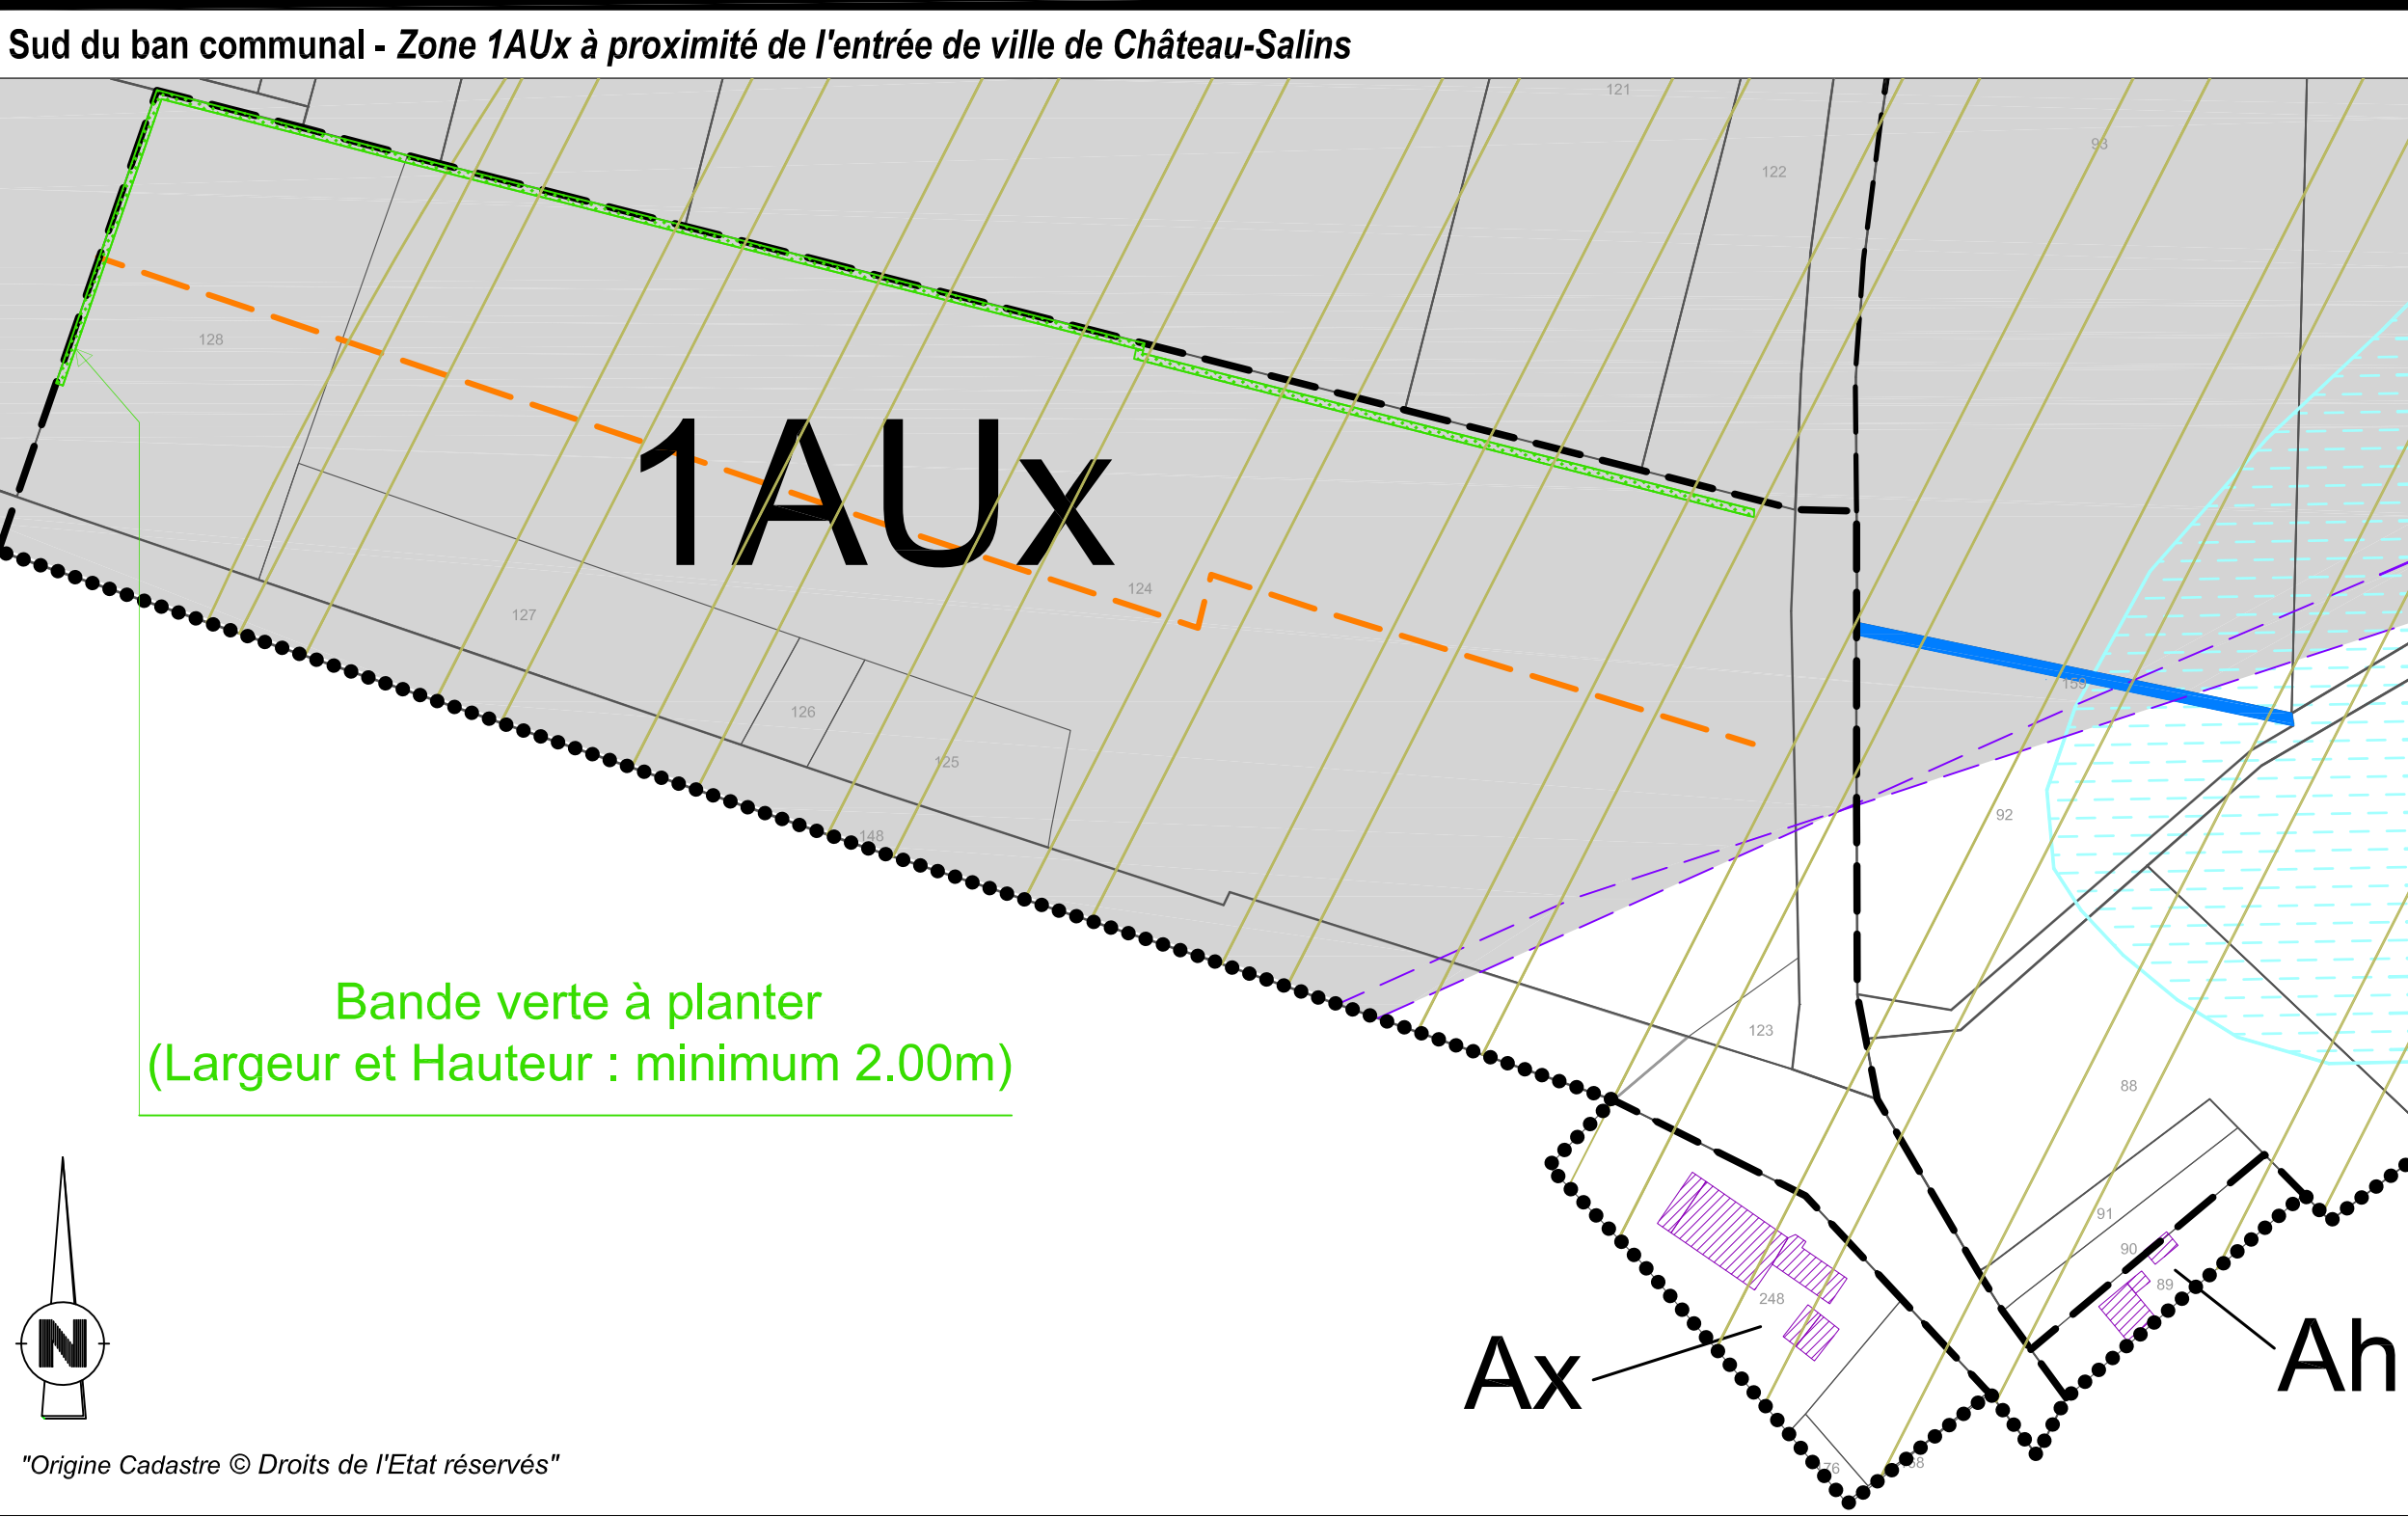 Sud du ban communal - Zone 1AUx à proximité de l'entrée de ville de Château-Salins
121
93
122
128
1AUx
124
127
159
126
125
92
148
Bande verte à planter
(Largeur et Hauteur : minimum 2.00m)
123
88
91
90
89
248
N
Ax
Ah
"Origine Cadastre © Droits de l'Etat réservés"